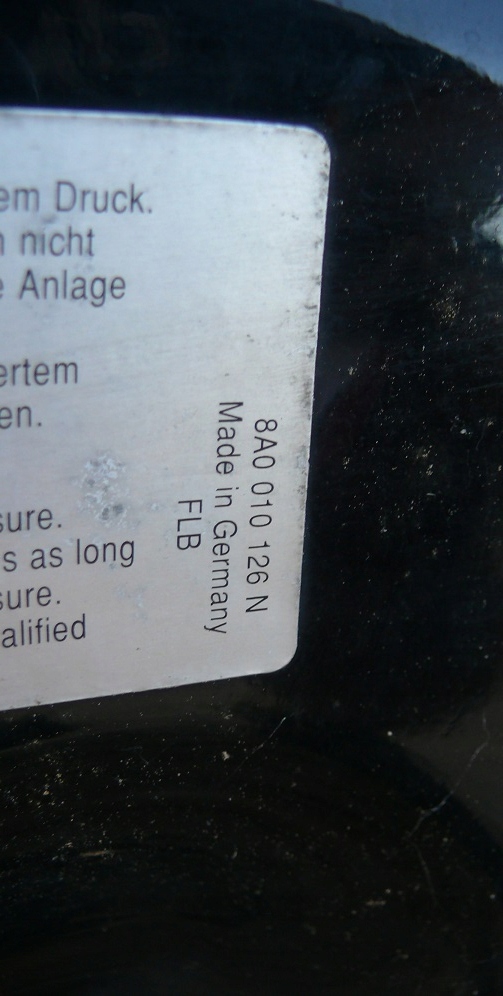 em Druck.
nicht
Anlage
ertem
en.
sure.
s as long
sure.
alified
8A0 010 126 N
Made in Germany
FLB